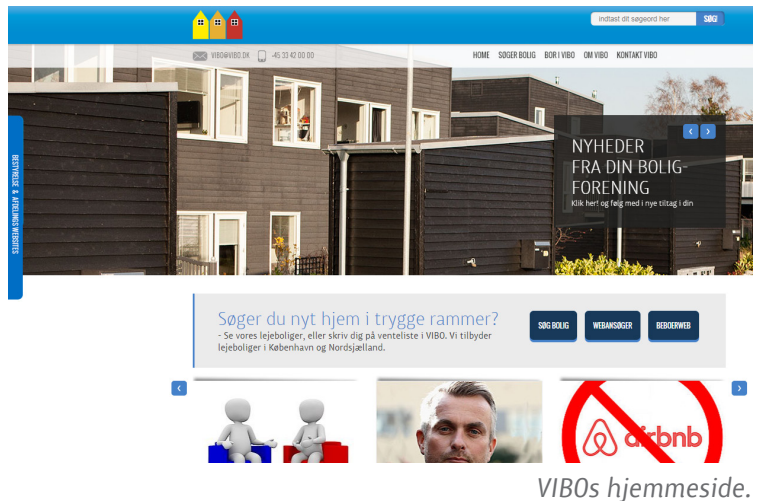 indtast dit søgeord her
SØG!
VIBO@VIBO.DK
-45 33 42 00 00
HOME SØGER BOLIG BOR I VIBO OM VIBO KONTAKT VIBO
BESTYRELSE & AFDELINGSWEBSITES
NYHEDER
FRA DIN BOLIG-
FORENING
Klik her! og følg med i nye tiltag i din
Søger du nyt hjem i trygge rammer?
- Se vores lejeboliger, eller skriv dig på venteliste i VIBO. Vi tilbyder
lejeboliger i København og Nordsjælland.
SØG BOLIG
WEBANSØGER
BEBOERWEB
airbnb
VIBOs hjemmeside.